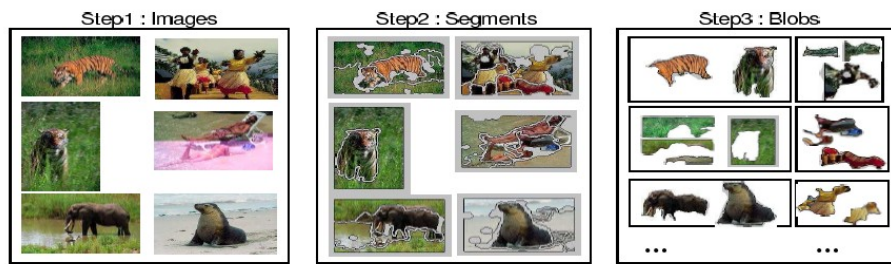 Step1 : Images
Step2 : Segments
Step3 : Blobs
...
...